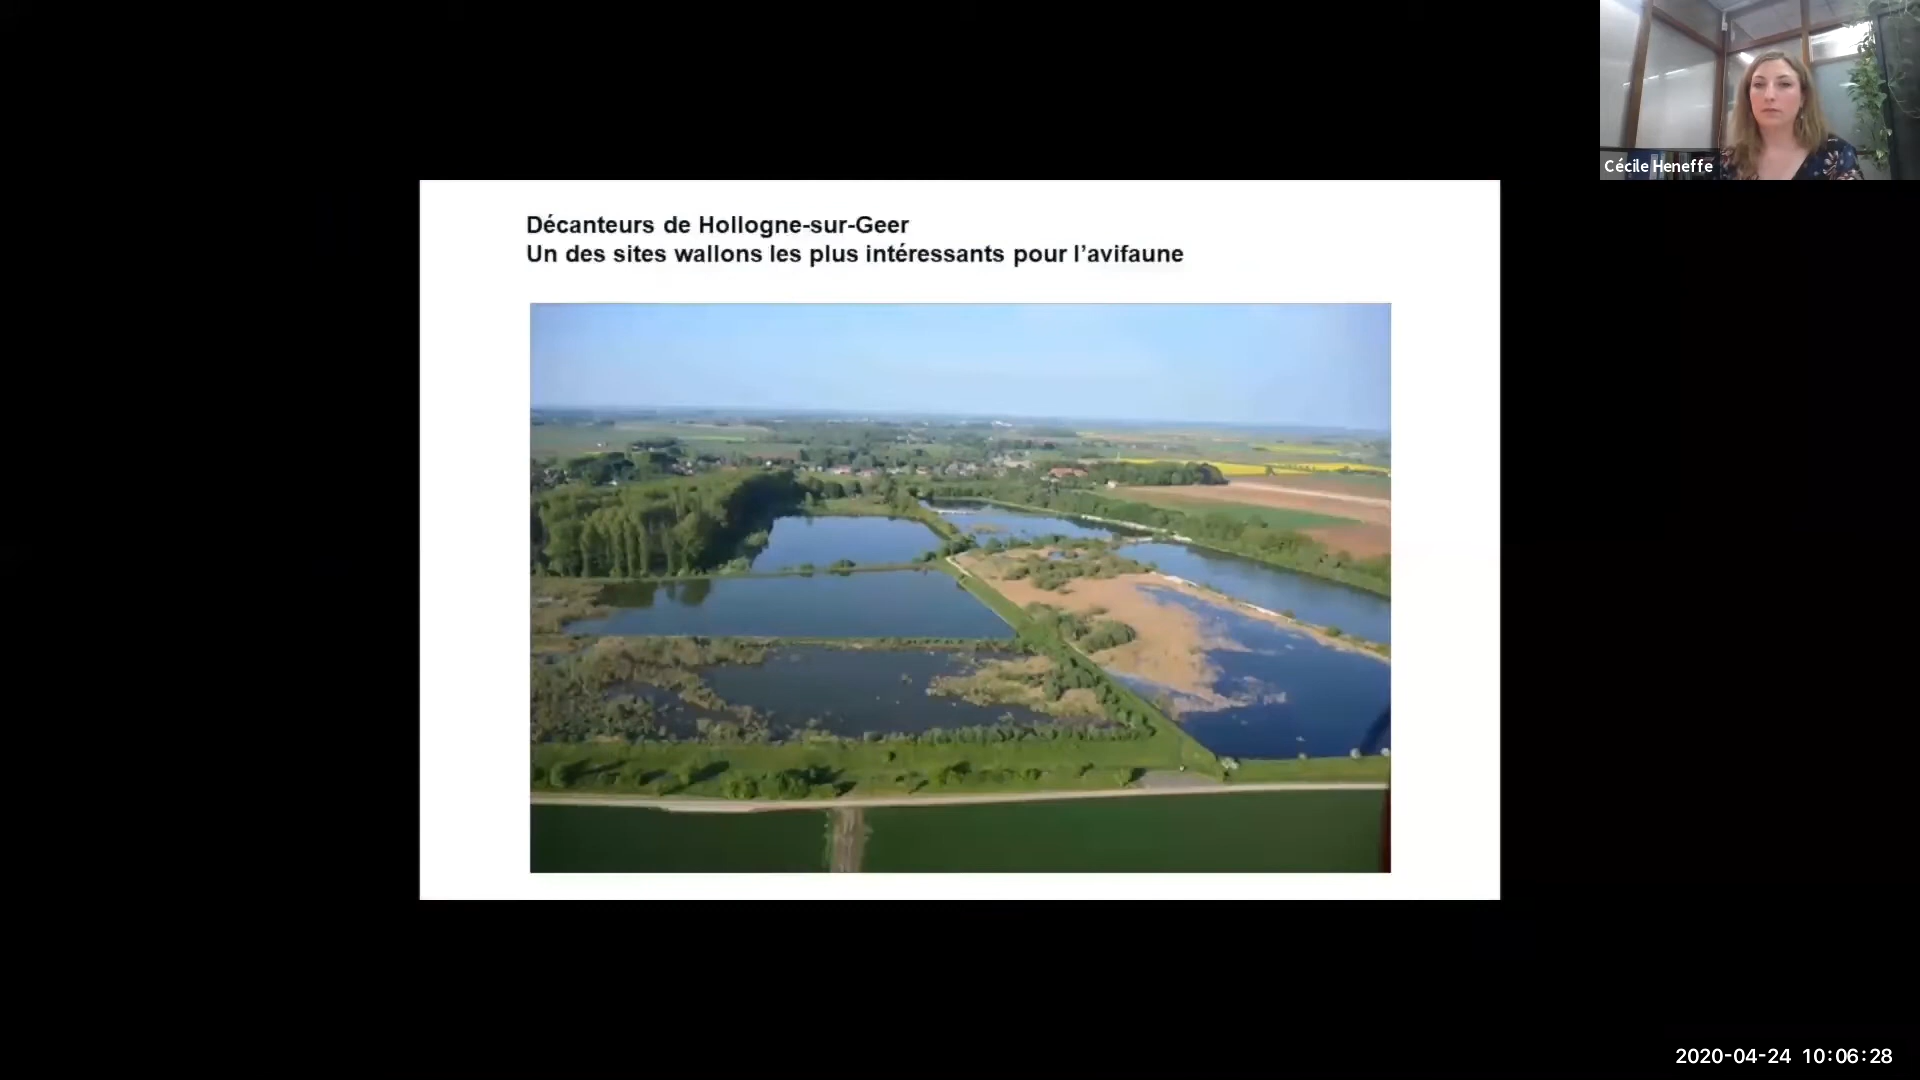 Décanteurs de Hollogne-sur-Geer
Un des sites wallons les plus intéressants pour l’avifaune
Cécile Heneffe
2020-04-24 10:06:28